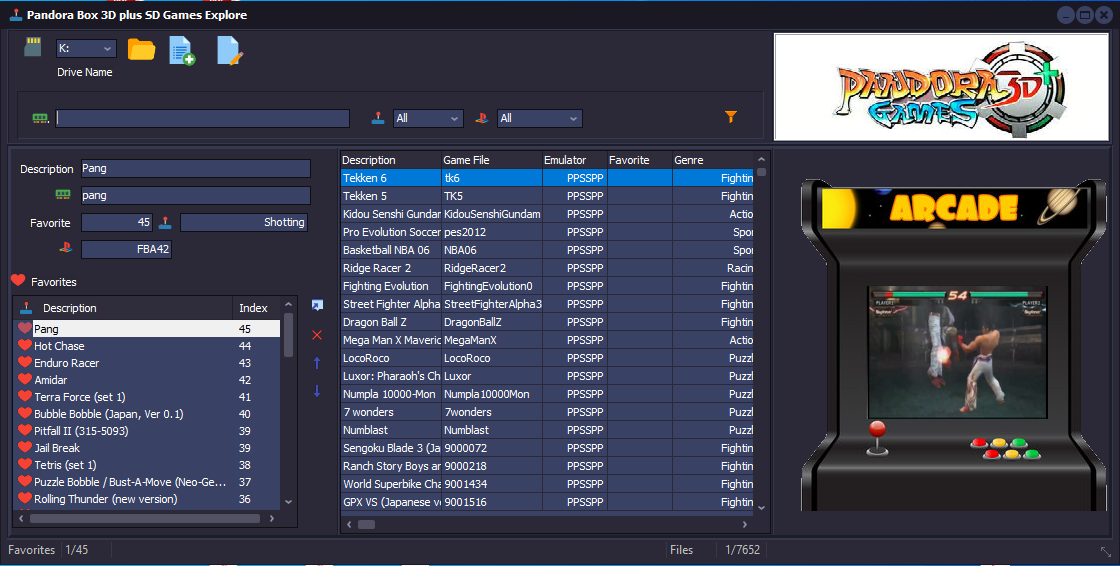 Pandora Box 3D plus SD Games Explore
K:
Drive Name
All
All
PANDORA 3D+
GAMES
Description Pang
pang
Favorite 45 Shotting
FBA42
Favorites
Description Index
Pang 45
Hot Chase 44
Enduro Racer 43
Amidar 42
Terra Force (set 1) 41
Bubble Bobble (Japan, Ver 0.1) 40
Pitfall II (315-5093) 39
Jail Break 39
Tetris (set 1) 38
Puzzle Bobble / Bust-A-Move (Neo-Ge... 37
Rolling Thunder (new version) 36
Description Game File Emulator Favorite Genre
Tekken 6 tk6 PPSSPP Fightin
Tekken 5 TK5 PPSSPP Fightin
Kidou Senshi Gundar KidouSenshiGundam PPSSPP Actio
Pro Evolution Soccer pes2012 PPSSPP Spo
Basketball NBA 06 NBA06 PPSSPP Spor
Ridge Racer 2 RidgeRacer2 PPSSPP Racin
Fighting Evolution FightingEvolution0 PPSSPP Fightin
Street Fighter Alpha StreetFighterAlpha3 PPSSPP Fightin
Dragon Ball Z DragonBallZ PPSSPP Fightin
Mega Man X Maveric MegaManX PPSSPP Actio
LocoRoco LocoRoco PPSSPP Puzzl
Luxor: Pharaoh's Ch Luxor PPSSPP Puzzl
Numpla 10000-Mon Numpla10000Mon PPSSPP Puzzl
7 wonders 7wonders PPSSPP Puzzl
Numblast Numblast PPSSPP Puzzl
Sengoku Blade 3 (Ja 9000072 PPSSPP Fightin
Ranch Story Boys ar 9000218 PPSSPP Fightin
World Superbike Cha 9001434 PPSSPP Fightin
GPX VS (Japanese ve 9001516 PPSSPP Fightin
ARCADE
PLAYER1 54 PLAYER2
Favorites 1/45
Files 1/7652